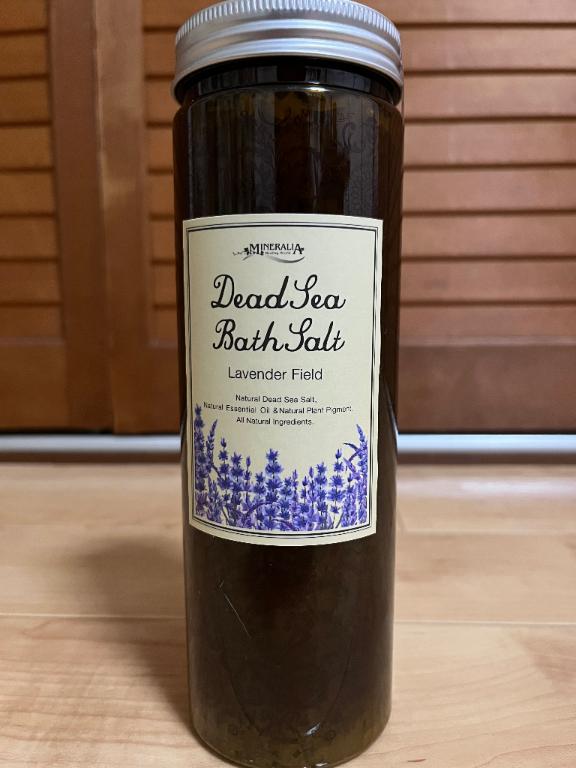 MINERALIA
Dead Sea
Bath Salt
Lavender Field
Natural Dead Sea Salt,
Natural Essential Oil & Natural Plant Pigment,
All Natural Ingredients.